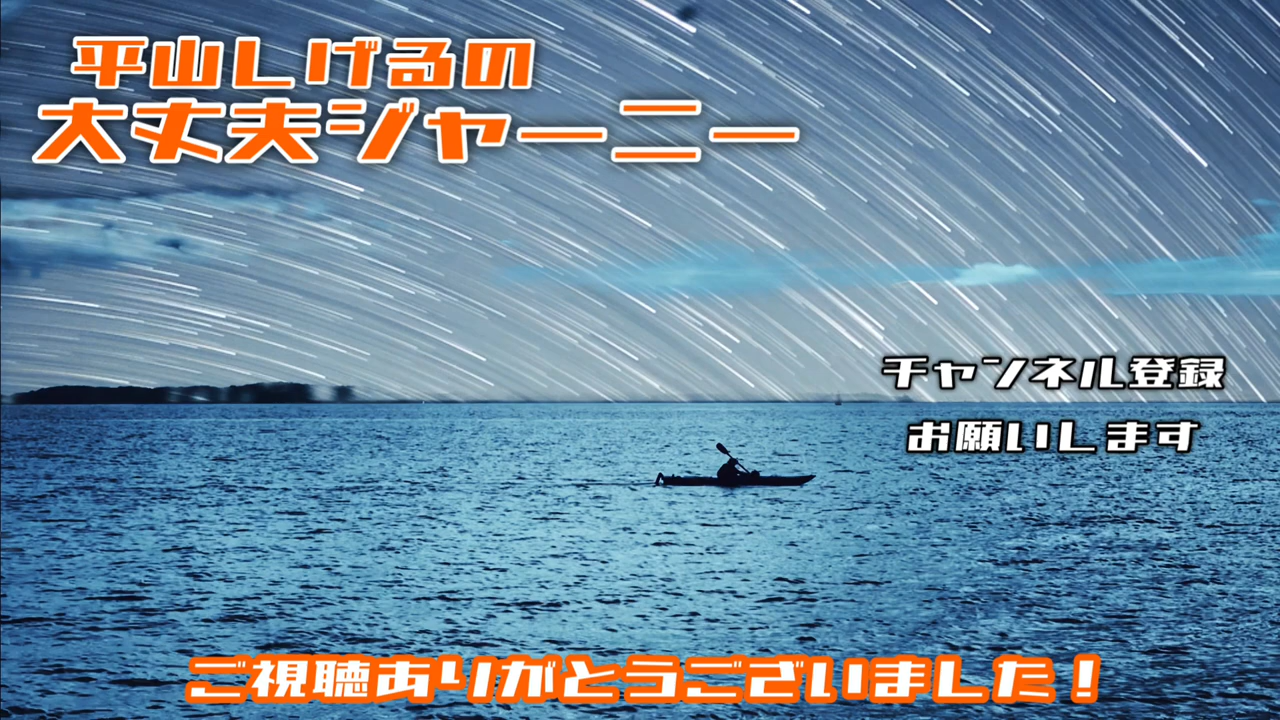 平山しげるの
大丈夫ジャーニー
チャンネル登録
お願いします
ご視聴ありがとうございました！